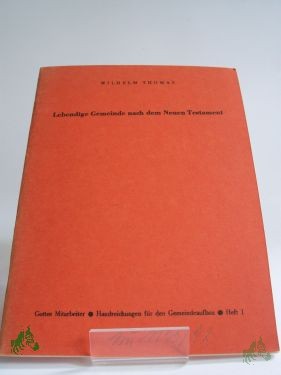 WILHELM THOMAS
Lebendige Gemeinde nach dem Neuen Testament
Gottes Mitarbeiter ● Handreichungen für den Gemeindeaufbau ● Heft 1